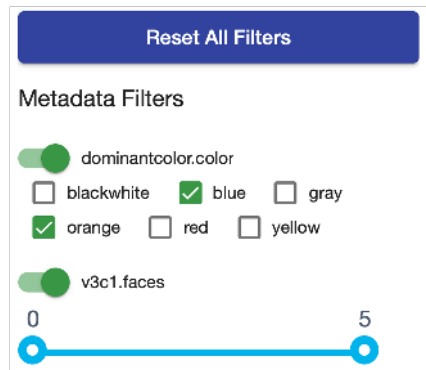 Reset All Filters
Metadata Filters
dominantcolor.color
blackwhite blue gray
orange red yellow
v3c1.faces
0 5